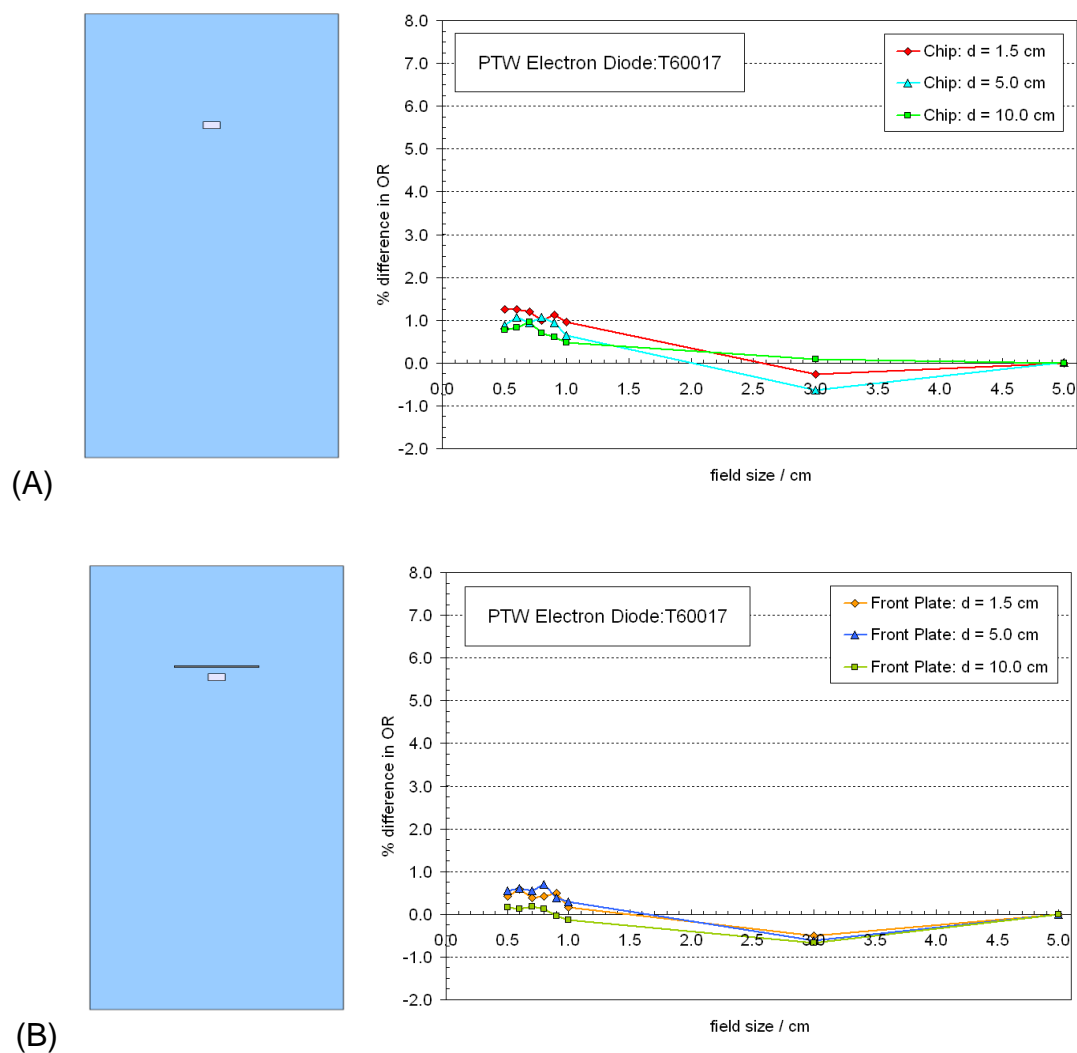 (A)
PTW Electron Diode:T60017
Chip: d = 1.5 cm
Chip: d = 5.0 cm
Chip: d = 10.0 cm
% difference in OR
8.0
7.0
6.0
5.0
4.0
3.0
2.0
1.0
0.0
-1.0
-2.0
0.0 0.5 1.0 1.5 2.0 2.5 3.0 3.5 4.0 4.5 5.0
field size / cm
(B)
PTW Electron Diode:T60017
Front Plate: d = 1.5 cm
Front Plate: d = 5.0 cm
Front Plate: d = 10.0 cm
% difference in OR
8.0
7.0
6.0
5.0
4.0
3.0
2.0
1.0
0.0
-1.0
-2.0
0.0 0.5 1.0 1.5 2.0 2.5 3.0 3.5 4.0 4.5 5.0
field size / cm